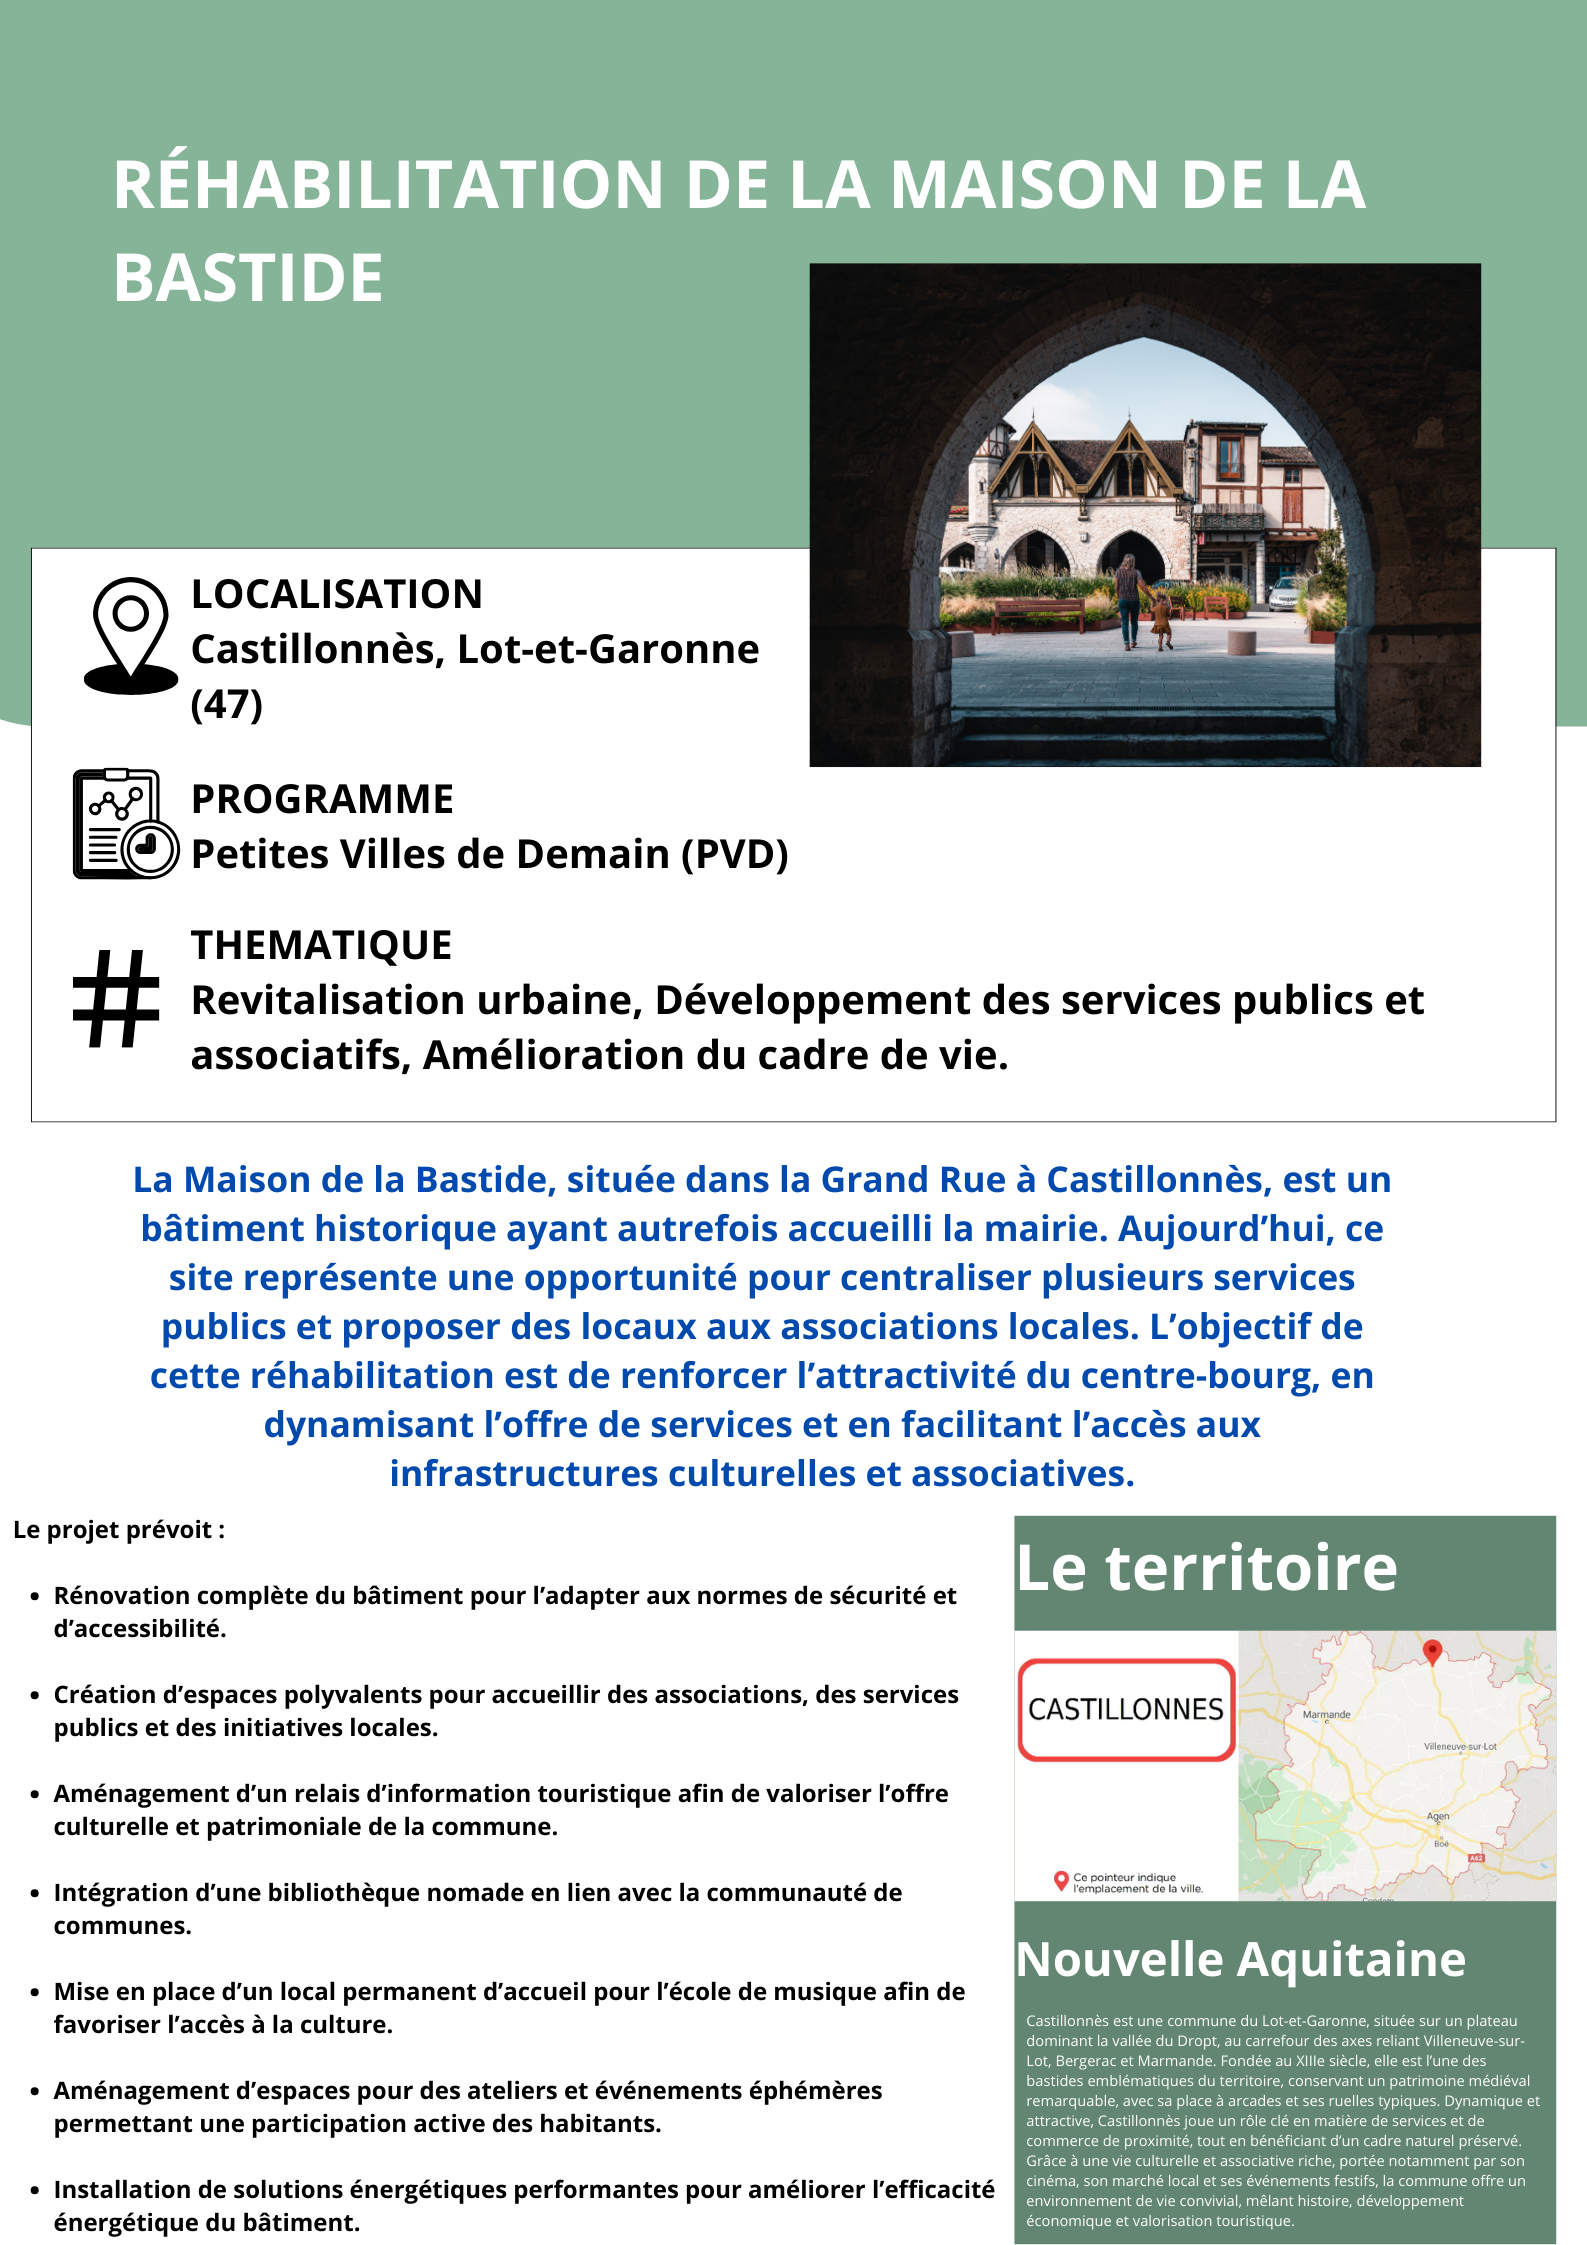 RÉHABILITATION DE LA MAISON DE LA
BASTIDE
LOCALISATION
Castillonnès, Lot-et-Garonne
(47)
PROGRAMME
Petites Villes de Demain (PVD)
THEMATIQUE
Revitalisation urbaine, Développement des services publics et
associatifs, Amélioration du cadre de vie.
La Maison de la Bastide, située dans la Grand Rue à Castillonnès, est un
bâtiment historique ayant autrefois accueilli la mairie. Aujourd’hui, ce
site représente une opportunité pour centraliser plusieurs services
publics et proposer des locaux aux associations locales. L’objectif de
cette réhabilitation est de renforcer l’attractivité du centre-bourg, en
dynamisant l’offre de services et en facilitant l’accès aux
infrastructures culturelles et associatives.
Le projet prévoit :
• Rénovation complète du bâtiment pour l’adapter aux normes de sécurité et
d’accessibilité.
• Création d’espaces polyvalents pour accueillir des associations, des services
publics et des initiatives locales.
• Aménagement d’un relais d’information touristique afin de valoriser l’offre
culturelle et patrimoniale de la commune.
• Intégration d’une bibliothèque nomade en lien avec la communauté de
communes.
• Mise en place d’un local permanent d’accueil pour l’école de musique afin de
favoriser l’accès à la culture.
• Aménagement d’espaces pour des ateliers et événements éphémères
permettant une participation active des habitants.
• Installation de solutions énergétiques performantes pour améliorer l’efficacité
énergétique du bâtiment.
Le territoire
CASTILLONNES
Ce pointeur indique
l’emplacement de la ville.
Marmande
Villeneuve-sur-Lot
Agen
Boé
A62
Condom
Nouvelle Aquitaine
Castillonnès est une commune du Lot-et-Garonne, située sur un plateau
dominant la vallée du Dropt, au carrefour des axes reliant Villeneuve-sur-
Lot, Bergerac et Marmande. Fondée au XIIIe siècle, elle est l’une des
bastides emblématiques du territoire, conservant un patrimoine médiéval
remarquable, avec sa place à arcades et ses ruelles typiques. Dynamique et
attractive, Castillonnès joue un rôle clé en matière de services et de
commerce de proximité, tout en bénéficiant d’un cadre naturel préservé.
Grâce à une vie culturelle et associative riche, portée notamment par son
cinéma, son marché local et ses événements festifs, la commune offre un
environnement de vie convivial, mêlant histoire, développement
économique et valorisation touristique.